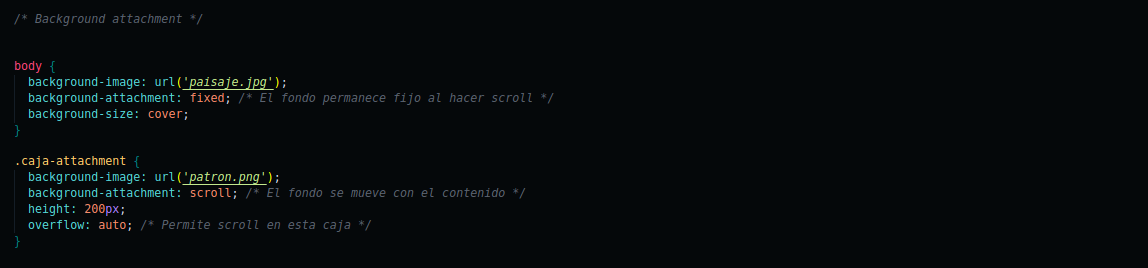 /* Background attachment */
body {
background-image: url('paisaje.jpg');
background-attachment: fixed; /* El fondo permanece fijo al hacer scroll */
background-size: cover;
}
.caja-attachment {
background-image: url('patron.png');
background-attachment: scroll; /* El fondo se mueve con el contenido */
height: 200px;
overflow: auto; /* Permite scroll en esta caja */
}